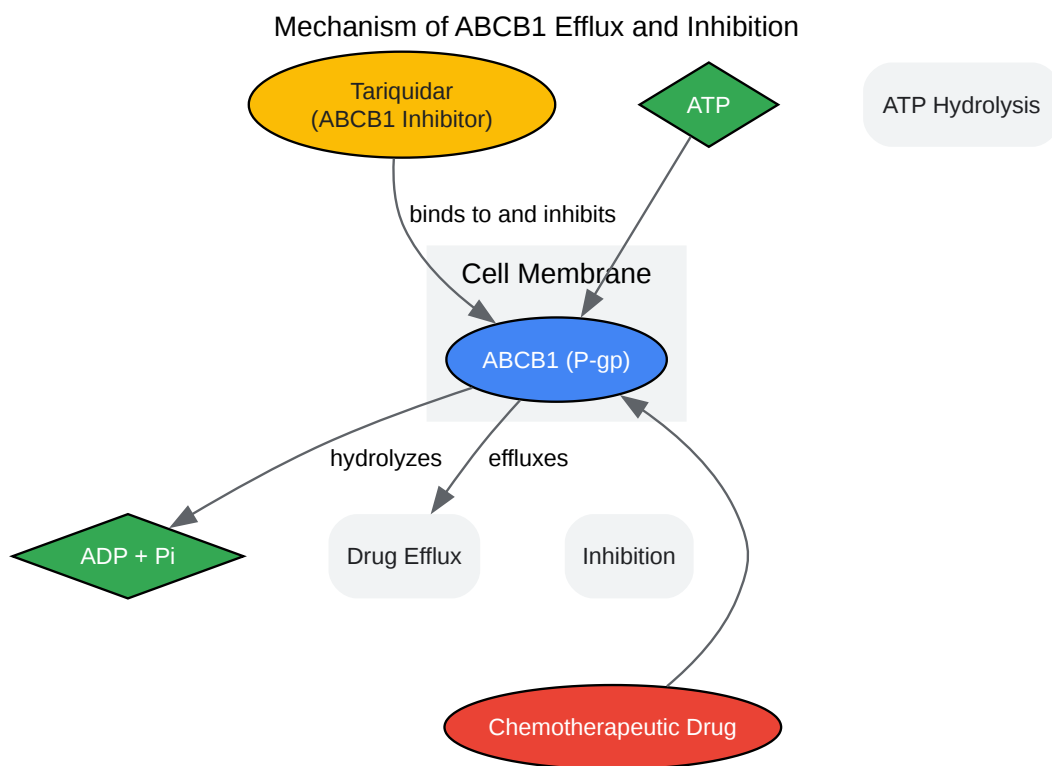 Mechanism of ABCB1 Efflux and Inhibition
Tariquidar
(ABCB1 Inhibitor)
ATP
ATP Hydrolysis
binds to and inhibits
Cell Membrane
ABCB1 (P-gp)
hydrolyzes
effluxes
ADP + Pi
Drug Efflux
Inhibition
Chemotherapeutic Drug